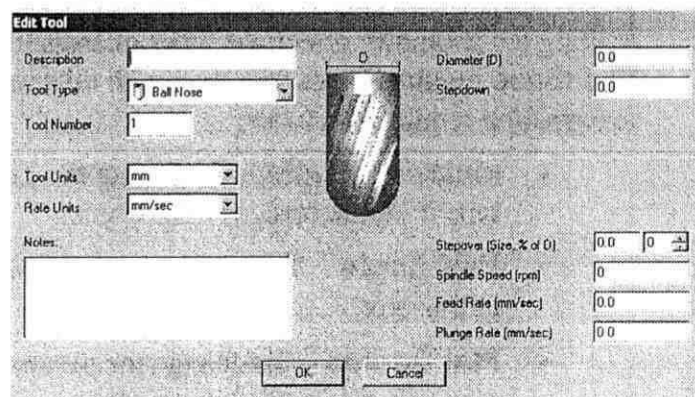 Edit Tool
Description
Tool Type Ball Nose
Tool Number 1
Tool Units mm
Rate Units mm/sec
Notes:
D
Diameter (D) 0.0
Stepdown 0.0
Stepover (Size, % of D) 0.0 0
Spindle Speed (rpm) 0
Feed Rate (mm/sec) 0.0
Plunge Rate (mm/sec) 0.0
OK Cancel